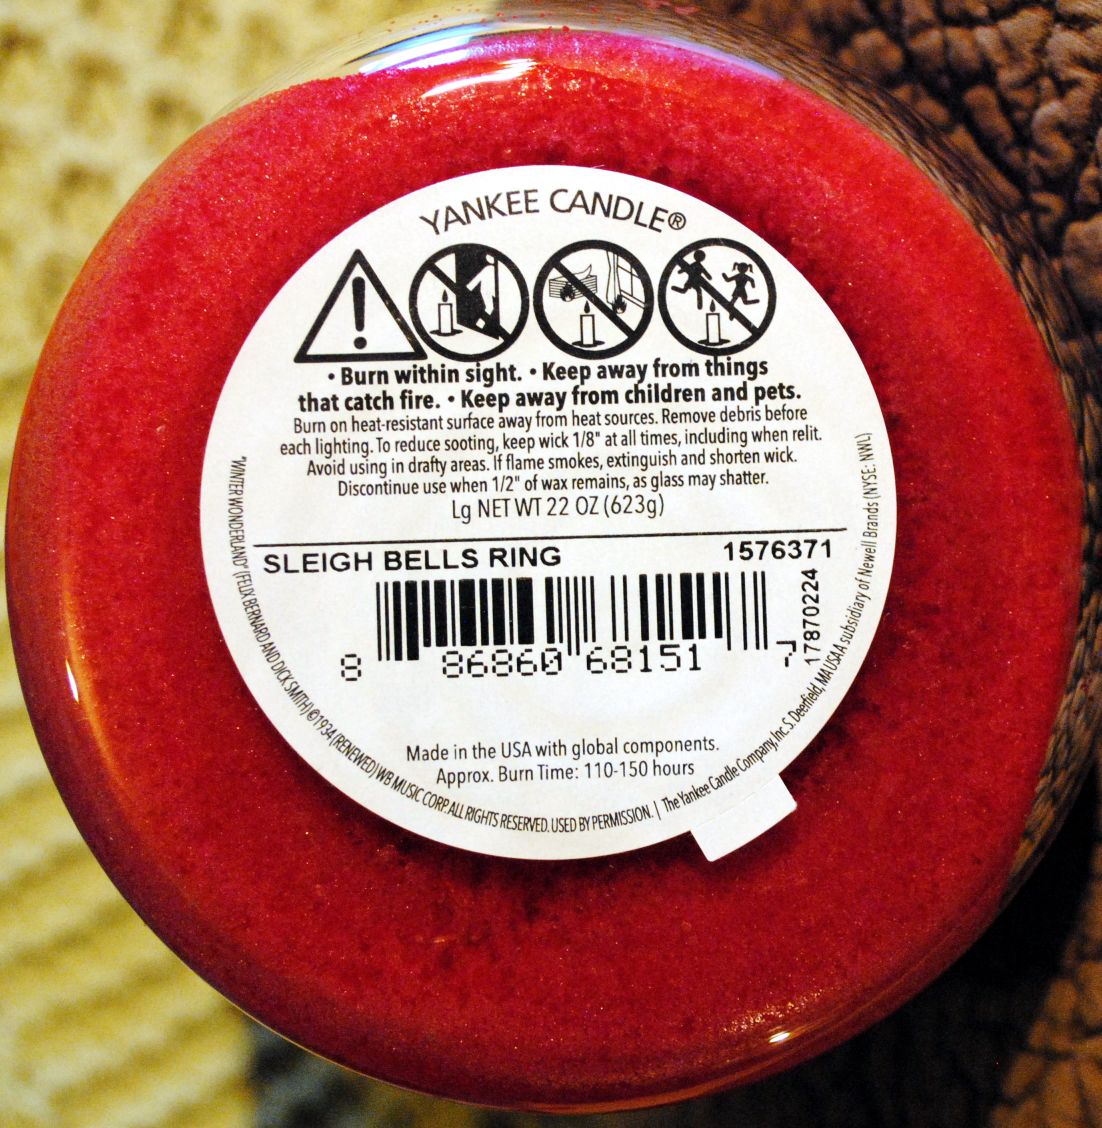 YANKEE CANDLE®
• Burn within sight. • Keep away from things
that catch fire. • Keep away from children and pets.
Burn on heat-resistant surface away from heat sources. Remove debris before
each lighting. To reduce sooting, keep wick 1/8" at all times, including when relit.
Avoid using in drafty areas. If flame smokes, extinguish and shorten wick.
Discontinue use when 1/2" of wax remains, as glass may shatter.
Lg NET WT 22 OZ (623g)
SLEIGH BELLS RING 1576371
8 86860 68151 7
17870224
Made in the USA with global components.
Approx. Burn Time: 110-150 hours
"WINTER WONDERLAND" (FELIX BERNARD AND DICK SMITH) ©1934 (RENEWED) WB MUSIC CORP. ALL RIGHTS RESERVED. USED BY PERMISSION. | The Yankee Candle Company, Inc. S. Deerfield, MA USA A subsidiary of Newell Brands (NYSE: NWL)